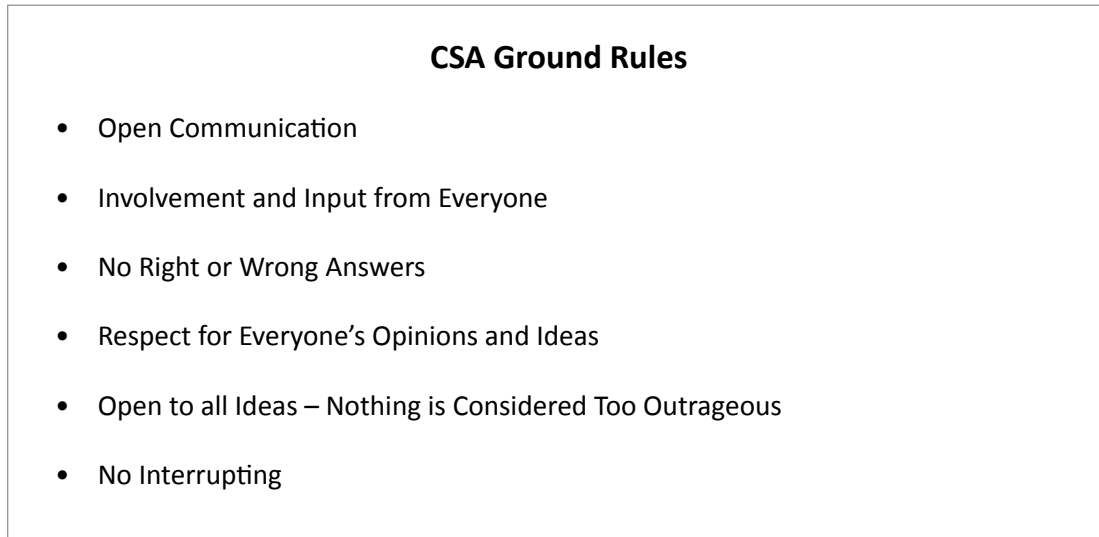 CSA Ground Rules
• Open Communication
• Involvement and Input from Everyone
• No Right or Wrong Answers
• Respect for Everyone’s Opinions and Ideas
• Open to all Ideas – Nothing is Considered Too Outrageous
• No Interrupting